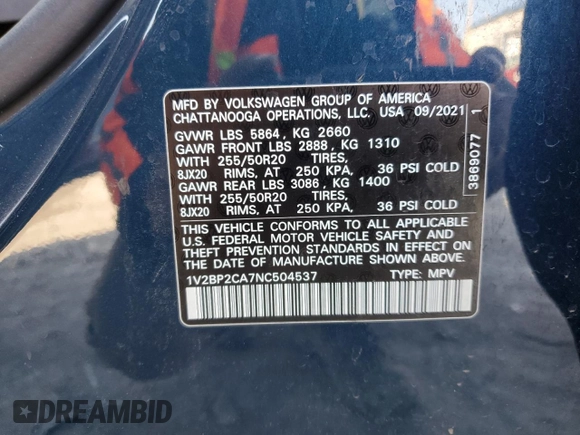 MFD BY VOLKSWAGEN GROUP OF AMERICA
CHATTANOOGA OPERATIONS, LLC. USA 09/2021
GVWR LBS 5864, KG 2660
GAWR FRONT LBS 2888, KG 1310
WITH 255/50R20 TIRES,
8JX20 RIMS, AT 250 KPA, 36 PSI COLD
GAWR REAR LBS 3086, KG 1400
WITH 255/50R20 TIRES,
8JX20 RIMS, AT 250 KPA, 36 PSI COLD
THIS VEHICLE CONFORMS TO ALL APPLICABLE
U.S. FEDERAL MOTOR VEHICLE SAFETY AND
THEFT PREVENTION STANDARDS IN EFFECT ON
THE DATE OF MANUFACTURE SHOWN ABOVE.
1V2BP2CA7NC504537 TYPE: MPV
3869077 1
DREAMBID